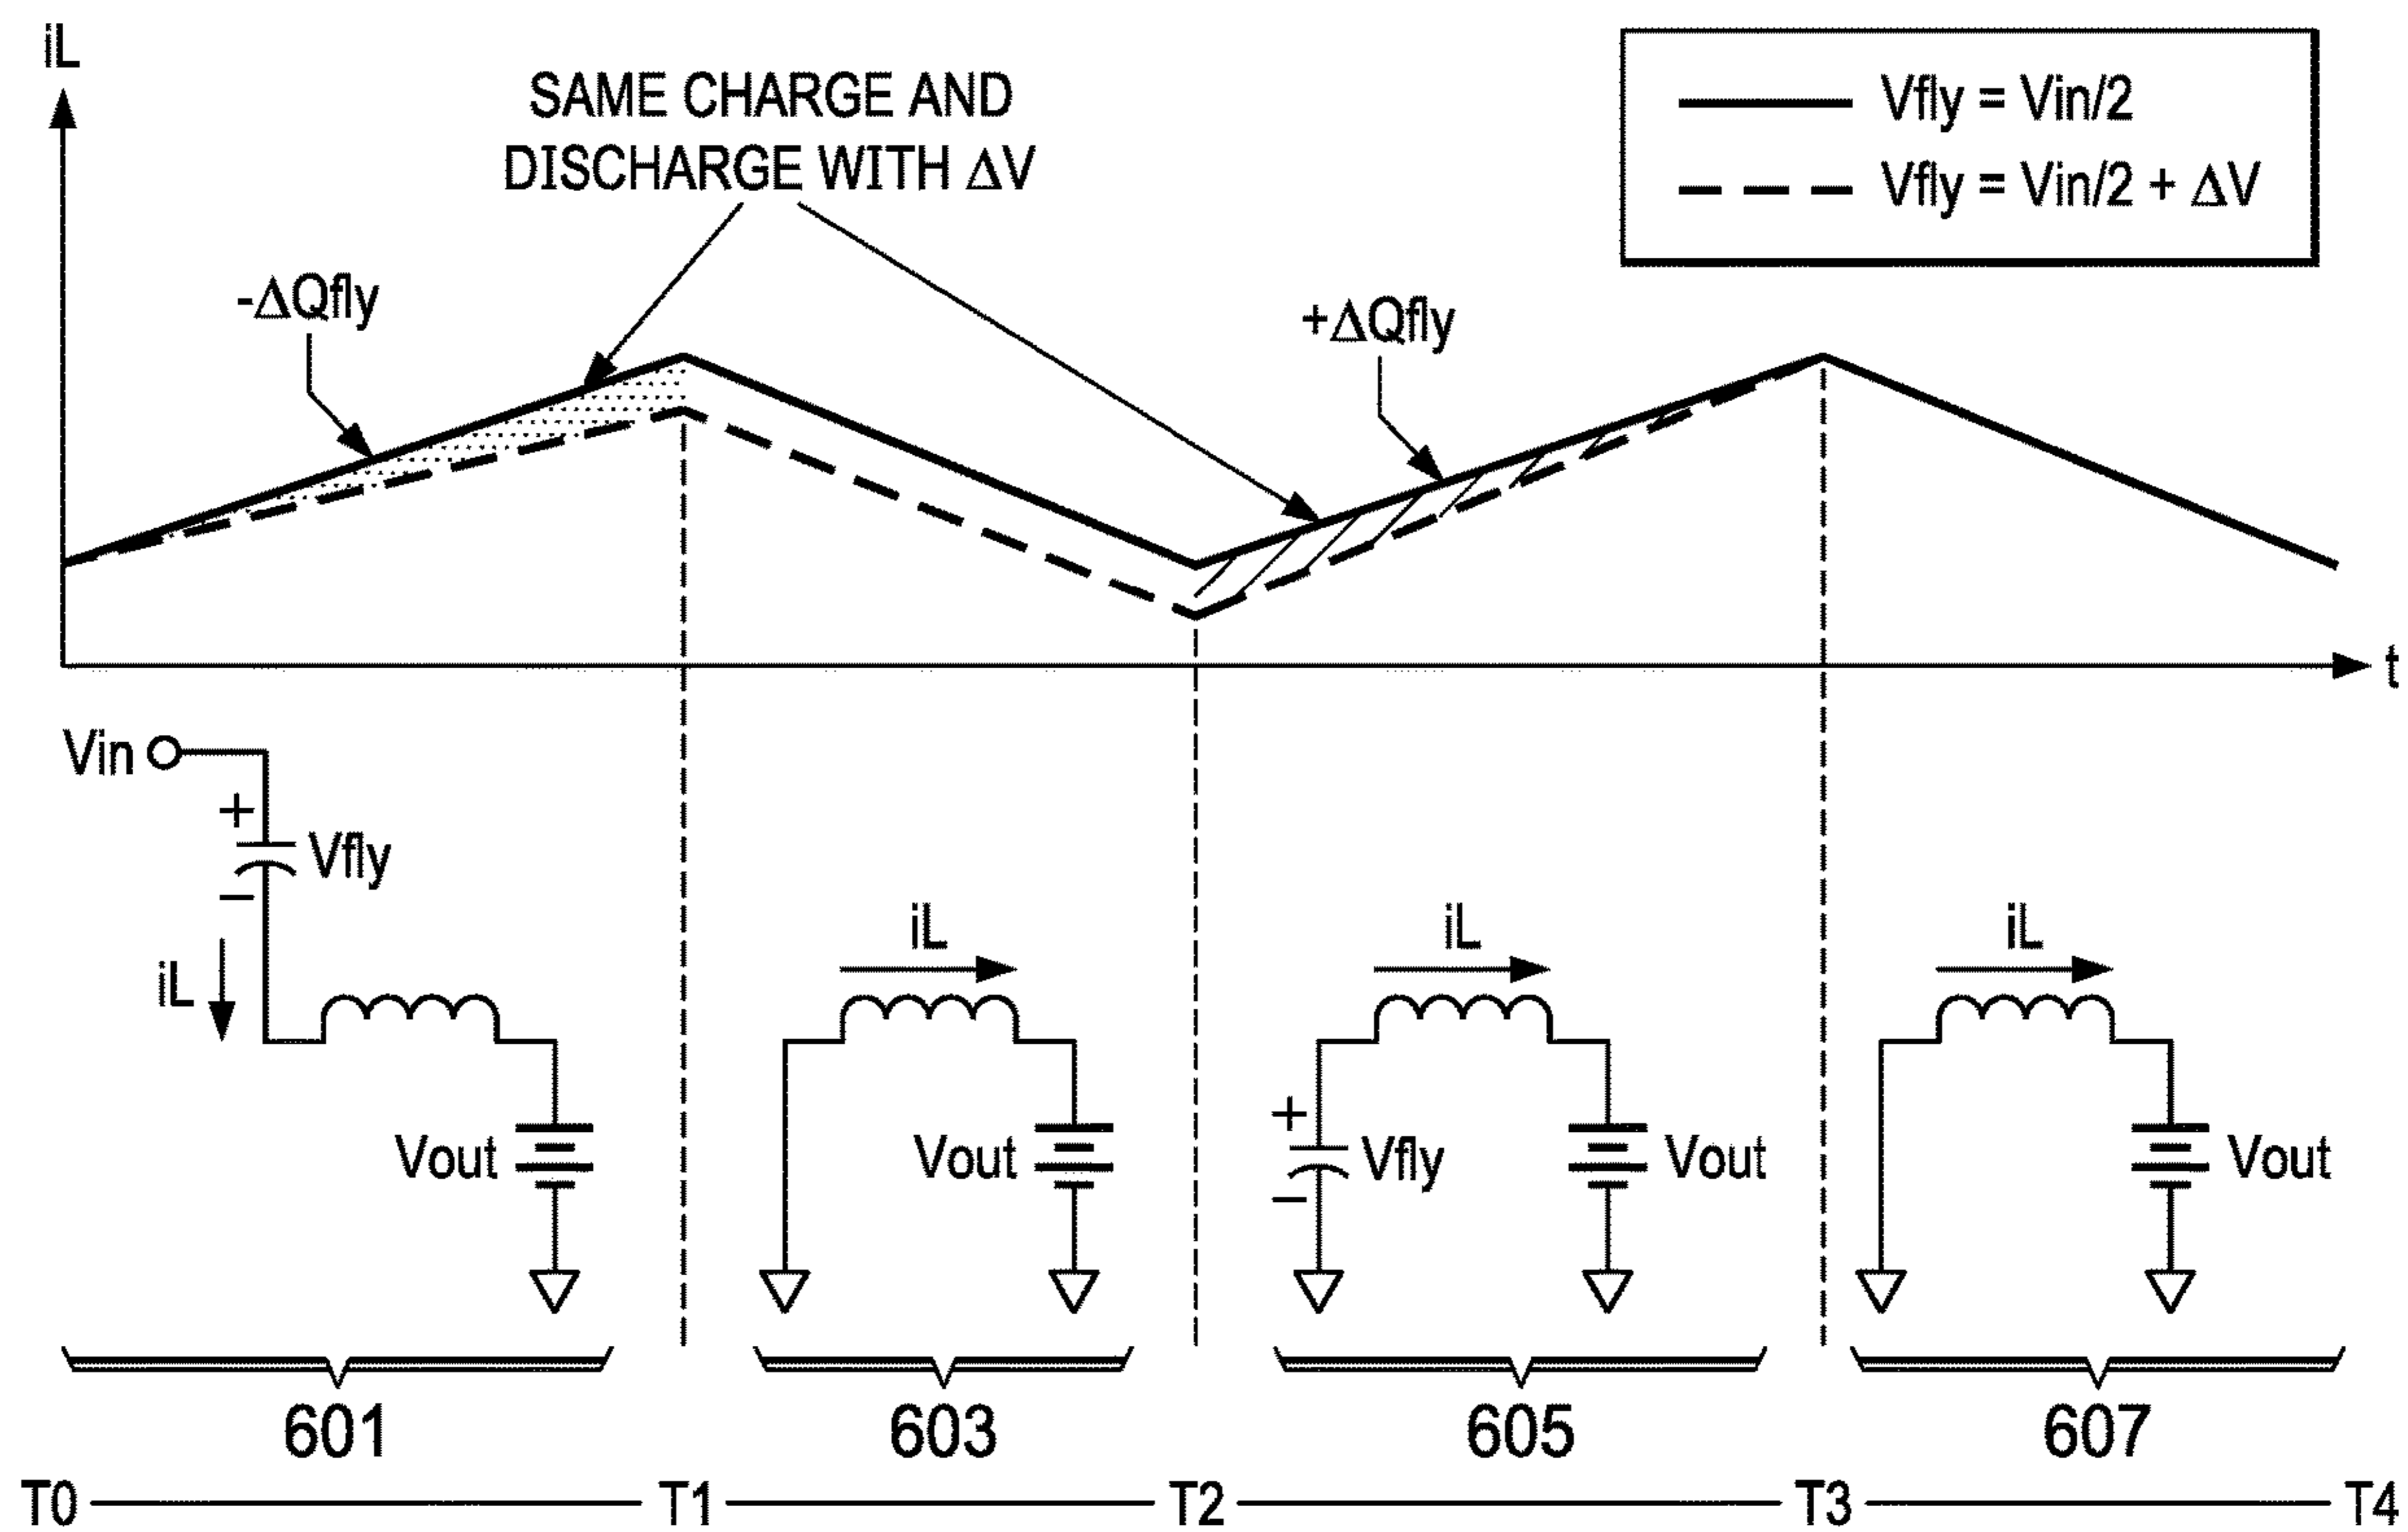 iL
SAME CHARGE AND
DISCHARGE WITH ΔV
Vfly = Vin/2
Vfly = Vin/2 + ΔV
-ΔQfly
+ΔQfly
t
Vin
+
Vfly
−
iL
iL
iL
iL
Vout
Vout
+
Vfly
−
Vout
Vout
601
603
605
607
T0
T1
T2
T3
T4